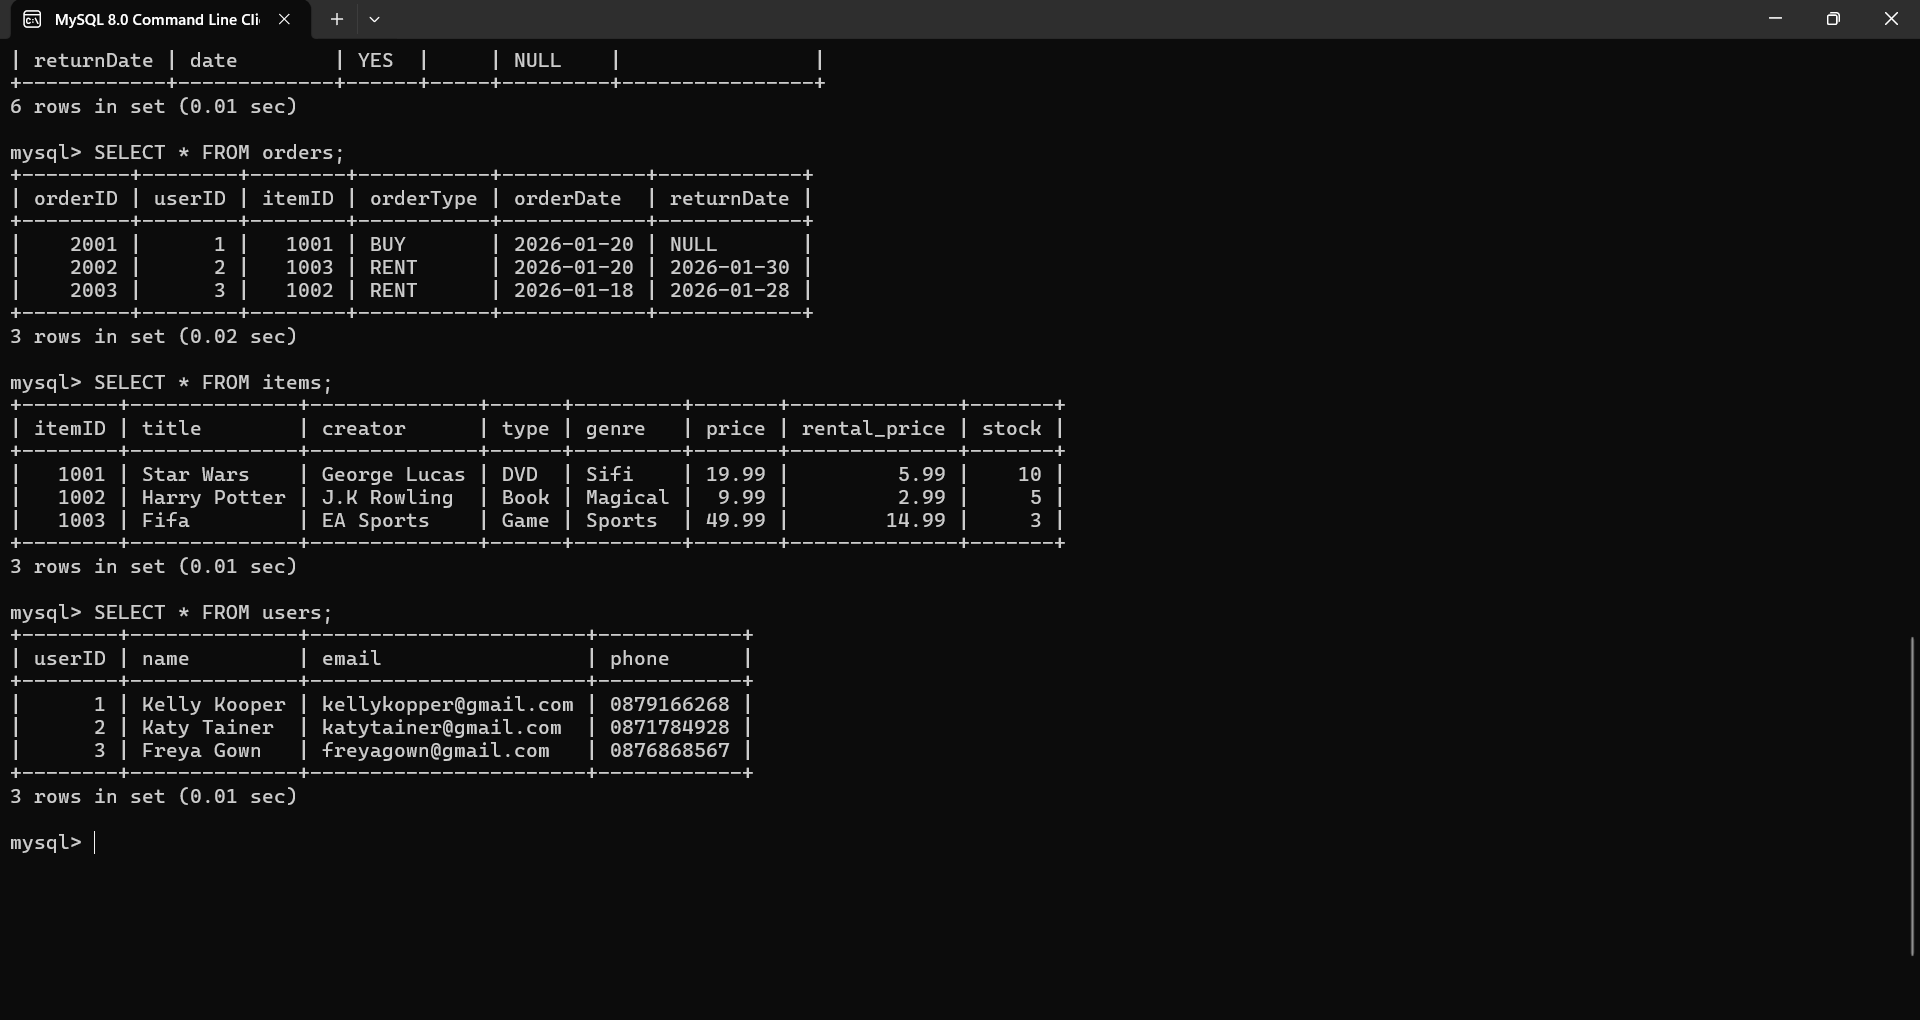 MySQL 8.0 Command Line Cli
| returnDate | date        | YES  |     | NULL    |                |
+------------+-------------+------+-----+---------+----------------+
6 rows in set (0.01 sec)
mysql> SELECT * FROM orders;
+---------+--------+--------+-----------+------------+------------+
| orderID | userID | itemID | orderType | orderDate  | returnDate |
+---------+--------+--------+-----------+------------+------------+
|    2001 |      1 |   1001 | BUY       | 2026-01-20 | NULL       |
|    2002 |      2 |   1003 | RENT      | 2026-01-20 | 2026-01-30 |
|    2003 |      3 |   1002 | RENT      | 2026-01-18 | 2026-01-28 |
+---------+--------+--------+-----------+------------+------------+
3 rows in set (0.02 sec)
mysql> SELECT * FROM items;
+--------+--------------+--------------+------+---------+-------+--------------+-------+
| itemID | title        | creator      | type | genre   | price | rental_price | stock |
+--------+--------------+--------------+------+---------+-------+--------------+-------+
|   1001 | Star Wars    | George Lucas | DVD  | Sifi    | 19.99 |         5.99 |    10 |
|   1002 | Harry Potter | J.K Rowling  | Book | Magical |  9.99 |         2.99 |     5 |
|   1003 | Fifa         | EA Sports    | Game | Sports  | 49.99 |        14.99 |     3 |
+--------+--------------+--------------+------+---------+-------+--------------+-------+
3 rows in set (0.01 sec)
mysql> SELECT * FROM users;
+--------+--------------+-----------------------+------------+
| userID | name         | email                 | phone      |
+--------+--------------+-----------------------+------------+
|      1 | Kelly Kooper | kellykopper@gmail.com | 0879166268 |
|      2 | Katy Tainer  | katytainer@gmail.com  | 0871784928 |
|      3 | Freya Gown   | freyagown@gmail.com   | 0876868567 |
+--------+--------------+-----------------------+------------+
3 rows in set (0.01 sec)
mysql>